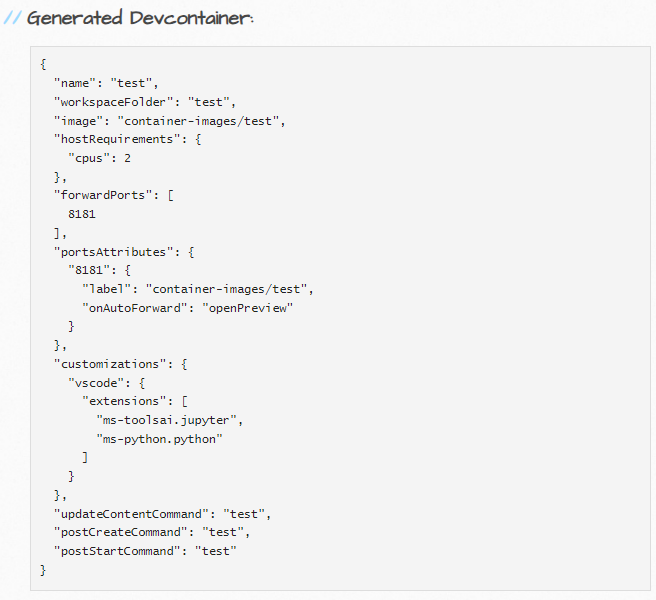 // Generated Devcontainer:
{
  "name": "test",
  "workspaceFolder": "test",
  "image": "container-images/test",
  "hostRequirements": {
    "cpus": 2
  },
  "forwardPorts": [
    8181
  ],
  "portsAttributes": {
    "8181": {
      "label": "container-images/test",
      "onAutoForward": "openPreview"
    }
  },
  "customizations": {
    "vscode": {
      "extensions": [
        "ms-toolsai.jupyter",
        "ms-python.python"
      ]
    }
  },
  "updateContentCommand": "test",
  "postCreateCommand": "test",
  "postStartCommand": "test"
}